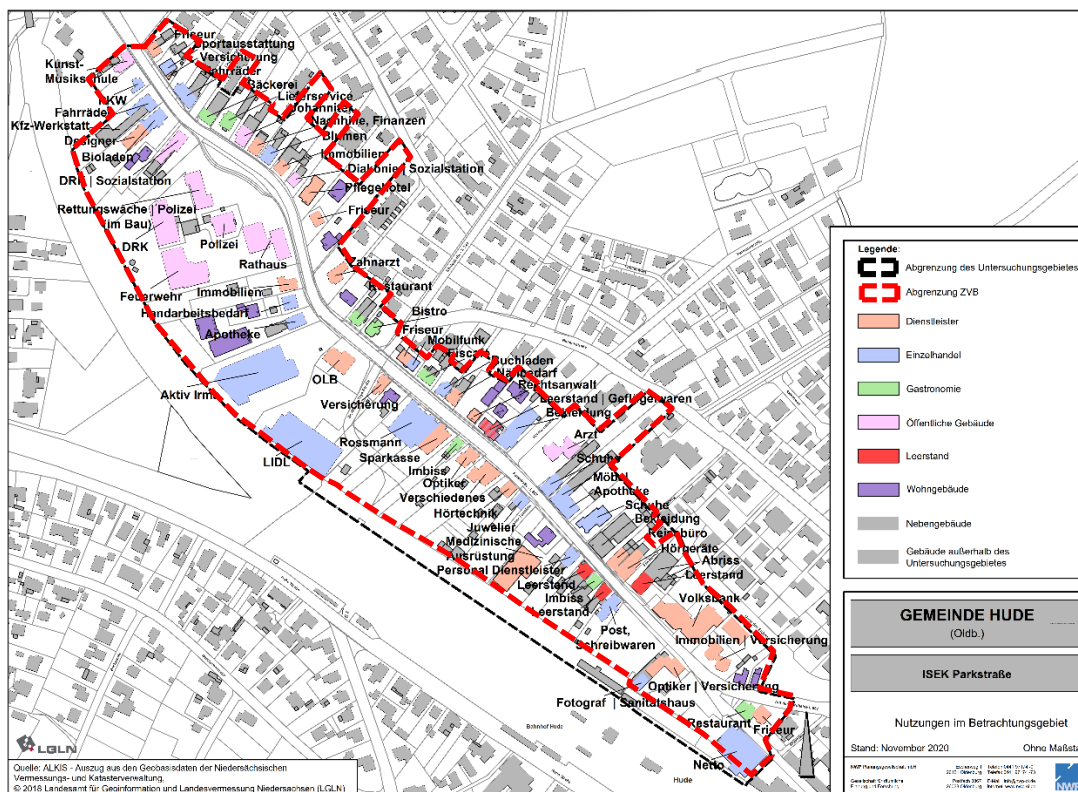 Friseur
Sportausstattung
Versicherung
Fahrräder
Bäckerei
Lieferservice
Johanniter
Nachhilfe, Finanzen
Blumen
Immobilien
Diakonie | Sozialstation
Pflegehotel
Friseur
Kunst-
Musikschule
PKW
Fahrräder
Kfz-Werkstatt
Designer
Bioladen
DRK | Sozialstation
Rettungswache | Polizei
(im Bau)
DRK
Polizei
Rathaus
Feuerwehr
Immobilien
Handarbeitsbedarf
Apotheke
Aktiv Irma
LIDL
OLB
Versicherung
Zahnarzt
Restaurant
Bistro
Friseur
Mobilfunk
Eiscafé
Buchladen
Nähbedarf
Rechtsanwalt
Leerstand | Geflügelwaren
Bekleidung
Arzt
Schuhe
Möbel
Apotheke
Schuhe
Bekleidung
Reisebüro
Hörgeräte
Abriss
Leerstand
Volksbank
Immobilien | Versicherung
Rossmann
Sparkasse
Imbiss
Optiker
Verschiedenes
Hörtechnik
Juwelier
Medizinische
Ausrüstung
Personal Dienstleister
Leerstand
Imbiss
Leerstand
Post,
Schreibwaren
Optiker | Versicherung
Fotograf | Sanitätshaus
Restaurant
Friseur
Netto
Bahnhof Hude
Hude
Legende:
Abgrenzung des Untersuchungsgebietes
Abgrenzung ZVB
Dienstleister
Einzelhandel
Gastronomie
Öffentliche Gebäude
Leerstand
Wohngebäude
Nebengebäude
Gebäude außerhalb des
Untersuchungsgebietes
GEMEINDE HUDE
(Oldb.)
ISEK Parkstraße
Nutzungen im Betrachtungsgebiet
Stand: November 2020
Ohne Maßsta
NWP
LGLN
Quelle: ALKIS - Auszug aus den Geobasisdaten der Niedersächsischen
Vermessungs- und Katasterverwaltung.
© 2018 Landesamt für Geoinformation und Landesvermessung Niedersachsen (LGLN)